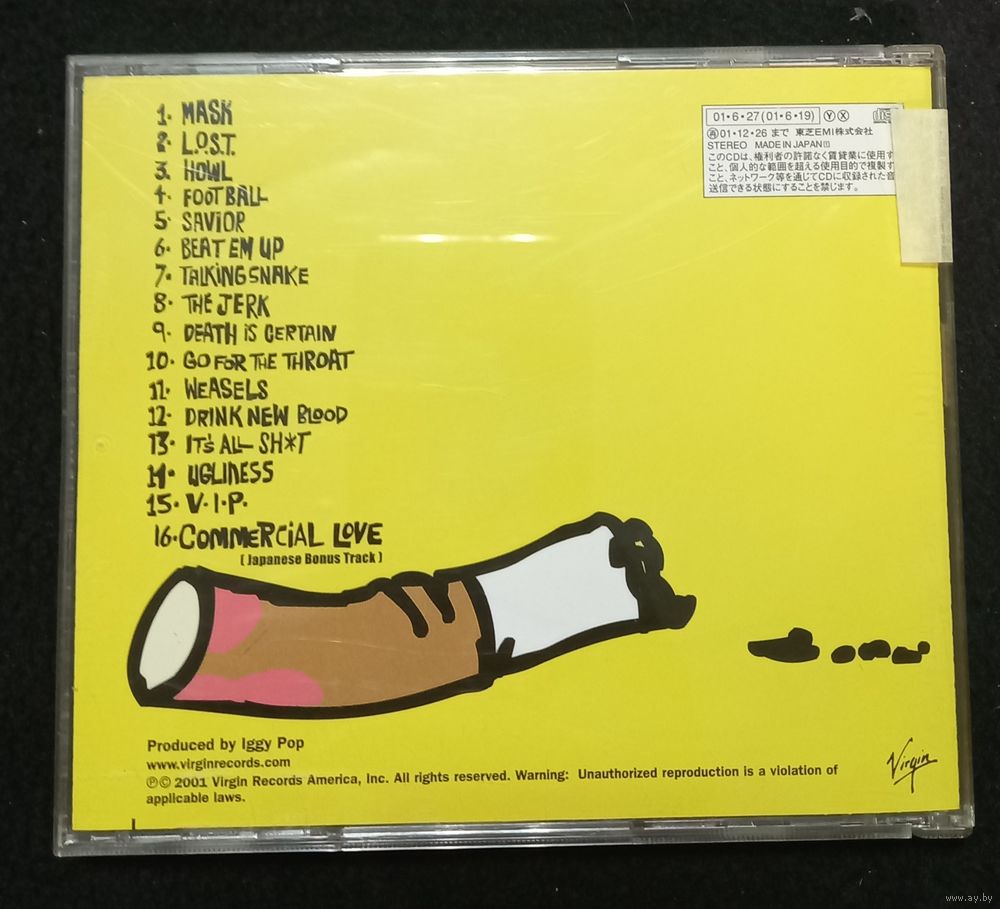 1. MASK
2. L.O.S.T.
3. HOWL
4. FOOTBALL
5. SAVIOR
6. BEAT EM UP
7. TALKING SNAKE
8. THE JERK
9. DEATH iS CERTAIN
10. GO FOR THE THROAT
11. WEASELS
12. DRINK NEW BLOOD
13. IT'S ALL SH*T
14. UGLINESS
15. V.I.P.
16. COMMERCiAL LOVE
( Japanese Bonus Track )
01・6・27(01・6・19) Ⓨ Ⓧ
㊢01・12・26 まで 東芝EMI株式会社
STEREO MADE IN JAPAN
このCDは、権利者の許諾なく賃貸業に使用す
こと、個人的な範囲を超える使用目的で複製す
こと、ネットワーク等を通じてCDに収録された音
送信できる状態にすることを禁じます。
Produced by Iggy Pop
www.virginrecords.com
℗© 2001 Virgin Records America, Inc. All rights reserved. Warning: Unauthorized reproduction is a violation of
applicable laws.
Virgin
www.ay.by